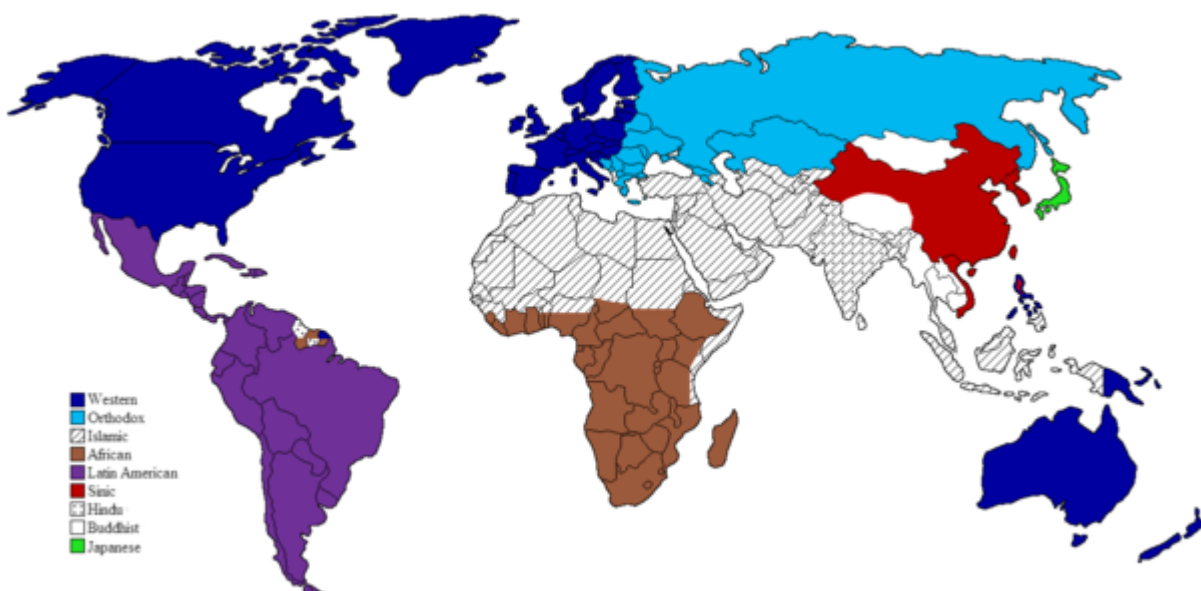 Western
Orthodox
Islamic
African
Latin American
Sinic
Hindu
Buddhist
Japanese